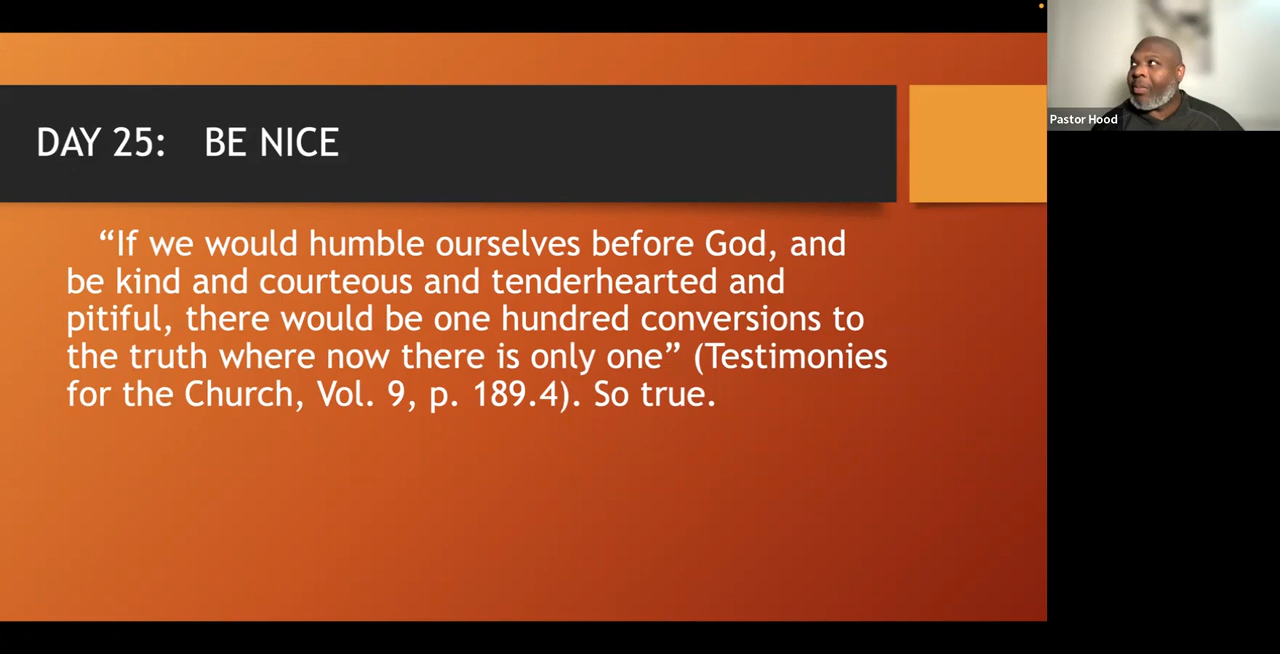 DAY 25: BE NICE
“If we would humble ourselves before God, and
be kind and courteous and tenderhearted and
pitiful, there would be one hundred conversions to
the truth where now there is only one” (Testimonies
for the Church, Vol. 9, p. 189.4). So true.
Pastor Hood